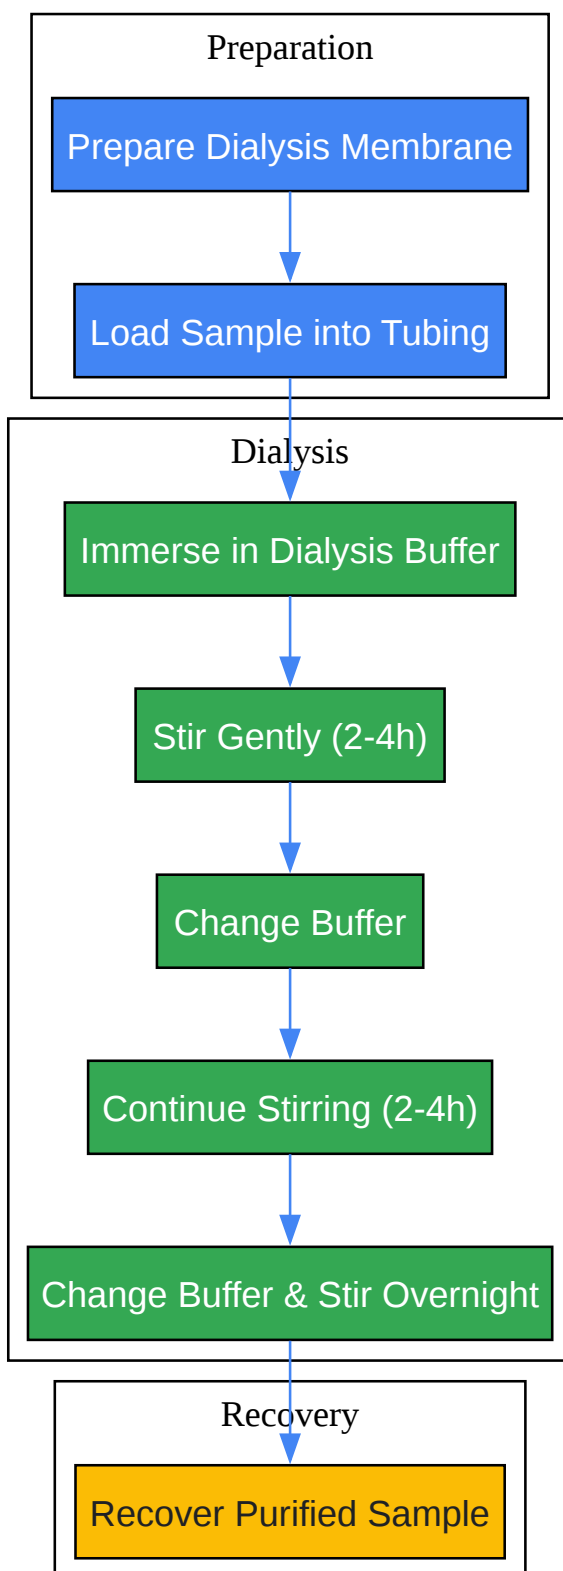 Preparation
Prepare Dialysis Membrane
Load Sample into Tubing
Dialysis
Immerse in Dialysis Buffer
Stir Gently (2-4h)
Change Buffer
Continue Stirring (2-4h)
Change Buffer & Stir Overnight
Recovery
Recover Purified Sample